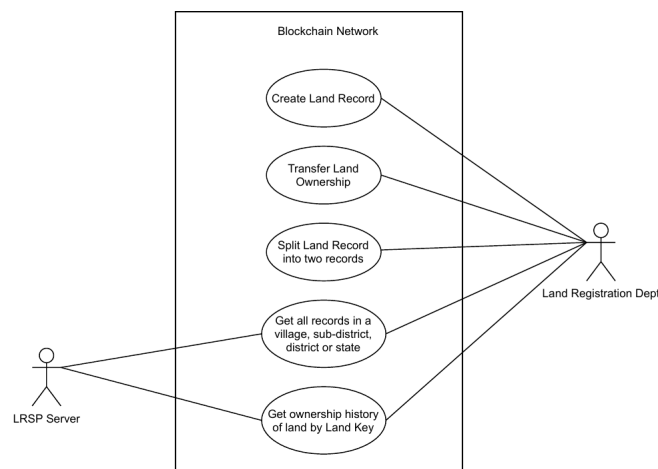 Blockchain Network
Create Land Record
Transfer Land
Ownership
Split Land Record
into two records
Land Registration Dept
Get all records in a
village, sub-district,
district or state
LRSP Server
Get ownership history
of land by Land Key